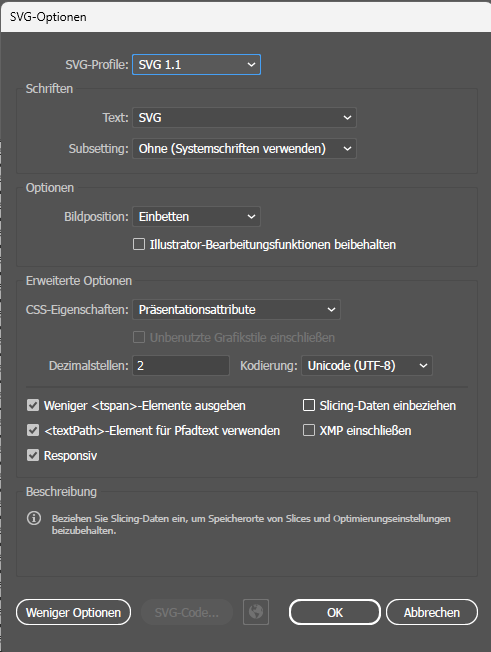 SVG-Optionen
SVG-Profile: SVG 1.1
Schriften
Text: SVG
Subsetting: Ohne (Systemschriften verwenden)
Optionen
Bildposition: Einbetten
Illustrator-Bearbeitungsfunktionen beibehalten
Erweiterte Optionen
CSS-Eigenschaften: Präsentationsattribute
Unbenutzte Grafikstile einschließen
Dezimalstellen: 2 Kodierung: Unicode (UTF-8)
Weniger <tspan>-Elemente ausgeben Slicing-Daten einbeziehen
<textPath>-Element für Pfadtext verwenden XMP einschließen
Responsiv
Beschreibung
Beziehen Sie Slicing-Daten ein, um Speicherorte von Slices und Optimierungseinstellungen
beizubehalten.
Weniger Optionen SVG-Code... OK Abbrechen